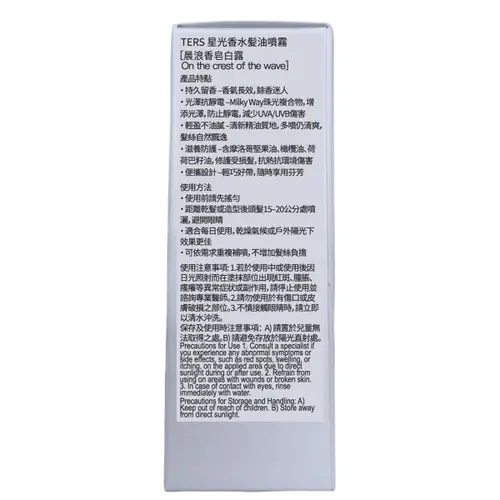 TERS 星光香水髮油噴霧
[晨浪香皂白露
On the crest of the wave]
產品特點
• 持久留香–香氣長效，餘香迷人
• 光澤抗靜電–Milky Way珠光複合物，增
添光澤，防止靜電，減少UVA/UVB傷害
• 輕盈不油膩–清新精油質地，多噴仍清爽，
髮絲自然飄逸
• 滋養防護–含摩洛哥堅果油、橄欖油、荷
荷巴籽油，修護受損髮，抗熱抗環境傷害
• 便攜設計–輕巧好帶，隨時享用芬芳
使用方法
• 使用前請先搖勻
• 距離乾髮或造型後頭髮15–20公分處噴
灑，避開眼睛
• 適合每日使用，乾燥氣候或戶外陽光下
效果更佳
• 可依需求重複補噴，不增加髮絲負擔
使用注意事項：1.若於使用中或使用後因
日光照射而在塗抹部位出現紅斑、腫脹、
瘙癢等異常症狀或副作用，請停止使用並
諮詢專業醫師。2.請勿使用於有傷口或皮
膚破損之部位。3.不慎接觸眼睛時，請立即
以清水沖洗。
保存及使用時注意事項：A) 請置於兒童無
法取得之處。B) 請避免存放於陽光直射處。
Precautions for Use 1. Consult a specialist if
you experience any abnormal symptoms or
side effects, such as red spots, swelling, or
itching, on the applied area due to direct
sunlight during or after use. 2. Refrain from
using on areas with wounds or broken skin.
3. In case of contact with eyes, rinse
immediately with water.
Precautions for Storage and Handling: A)
Keep out of reach of children. B) Store away
from direct sunlight.